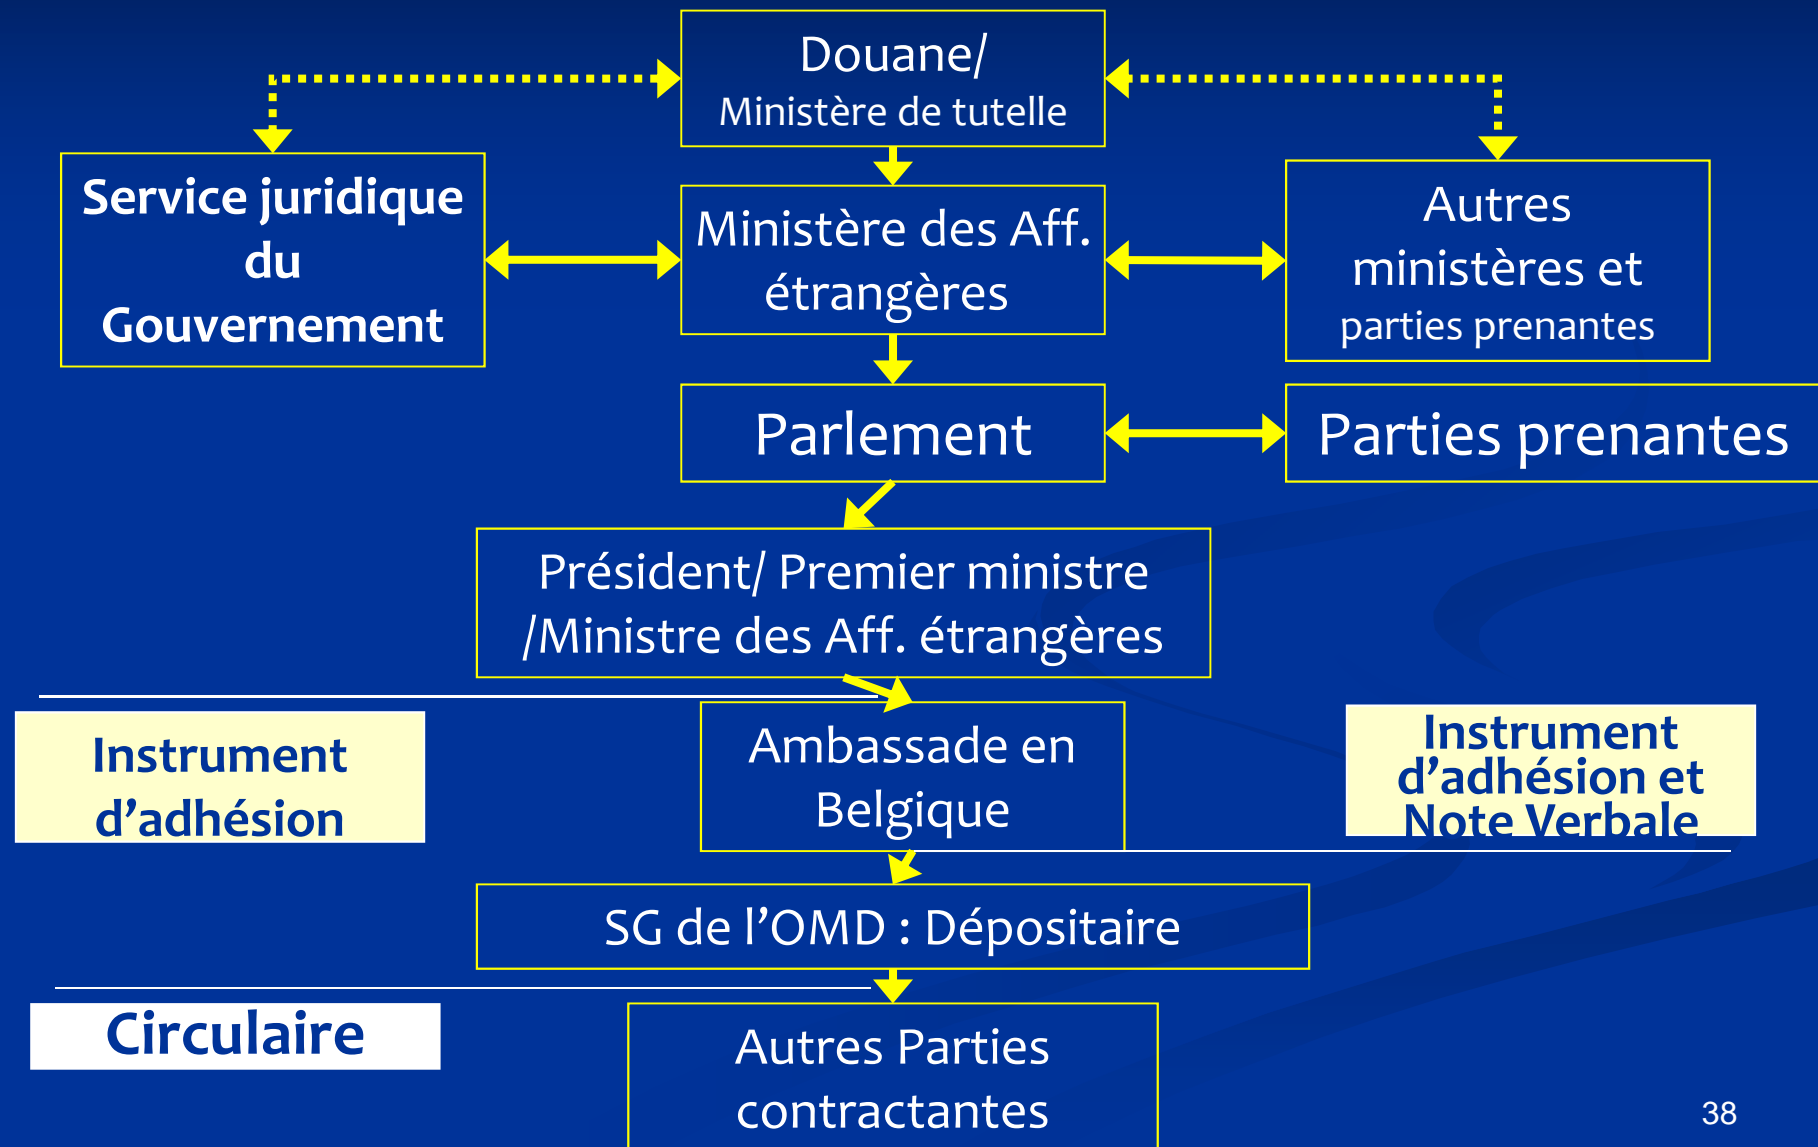 Douane/
Ministère de tutelle
Service juridique
du
Gouvernement
Ministère des Aff.
étrangères
Autres
ministères et
parties prenantes
Parlement
Parties prenantes
Président/ Premier ministre
/Ministre des Aff. étrangères
Instrument
d’adhésion
Ambassade en
Belgique
Instrument
d’adhésion et
Note Verbale
SG de l’OMD : Dépositaire
Circulaire
Autres Parties
contractantes
38